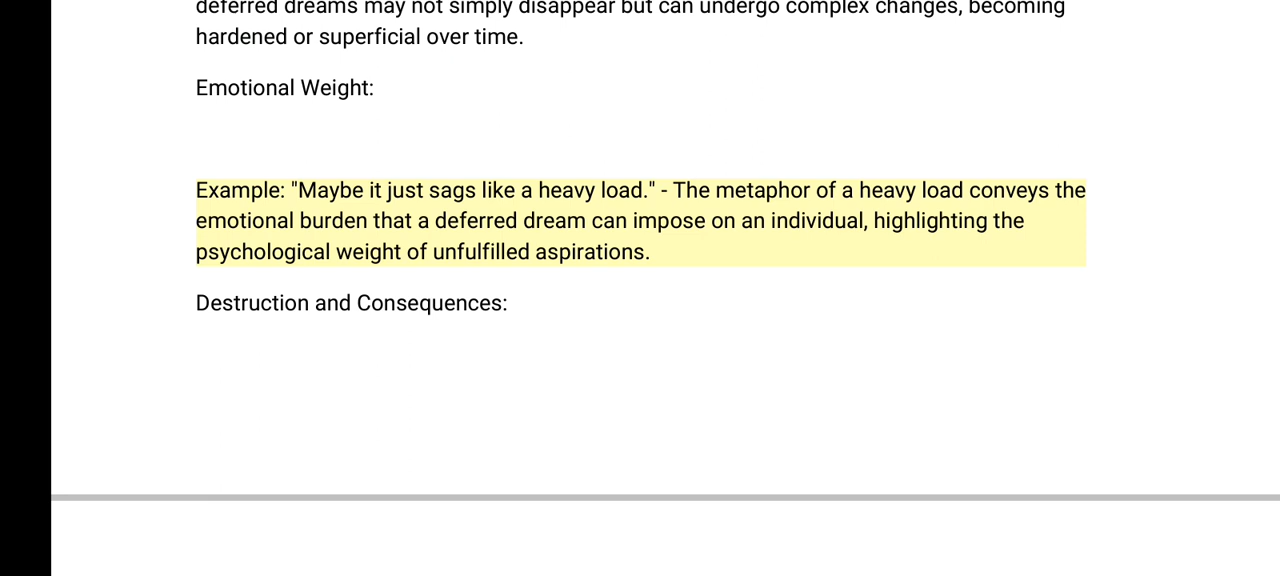 deferred dreams may not simply disappear but can undergo complex changes, becoming
hardened or superficial over time.
Emotional Weight:
Example: "Maybe it just sags like a heavy load." - The metaphor of a heavy load conveys the
emotional burden that a deferred dream can impose on an individual, highlighting the
psychological weight of unfulfilled aspirations.
Destruction and Consequences: